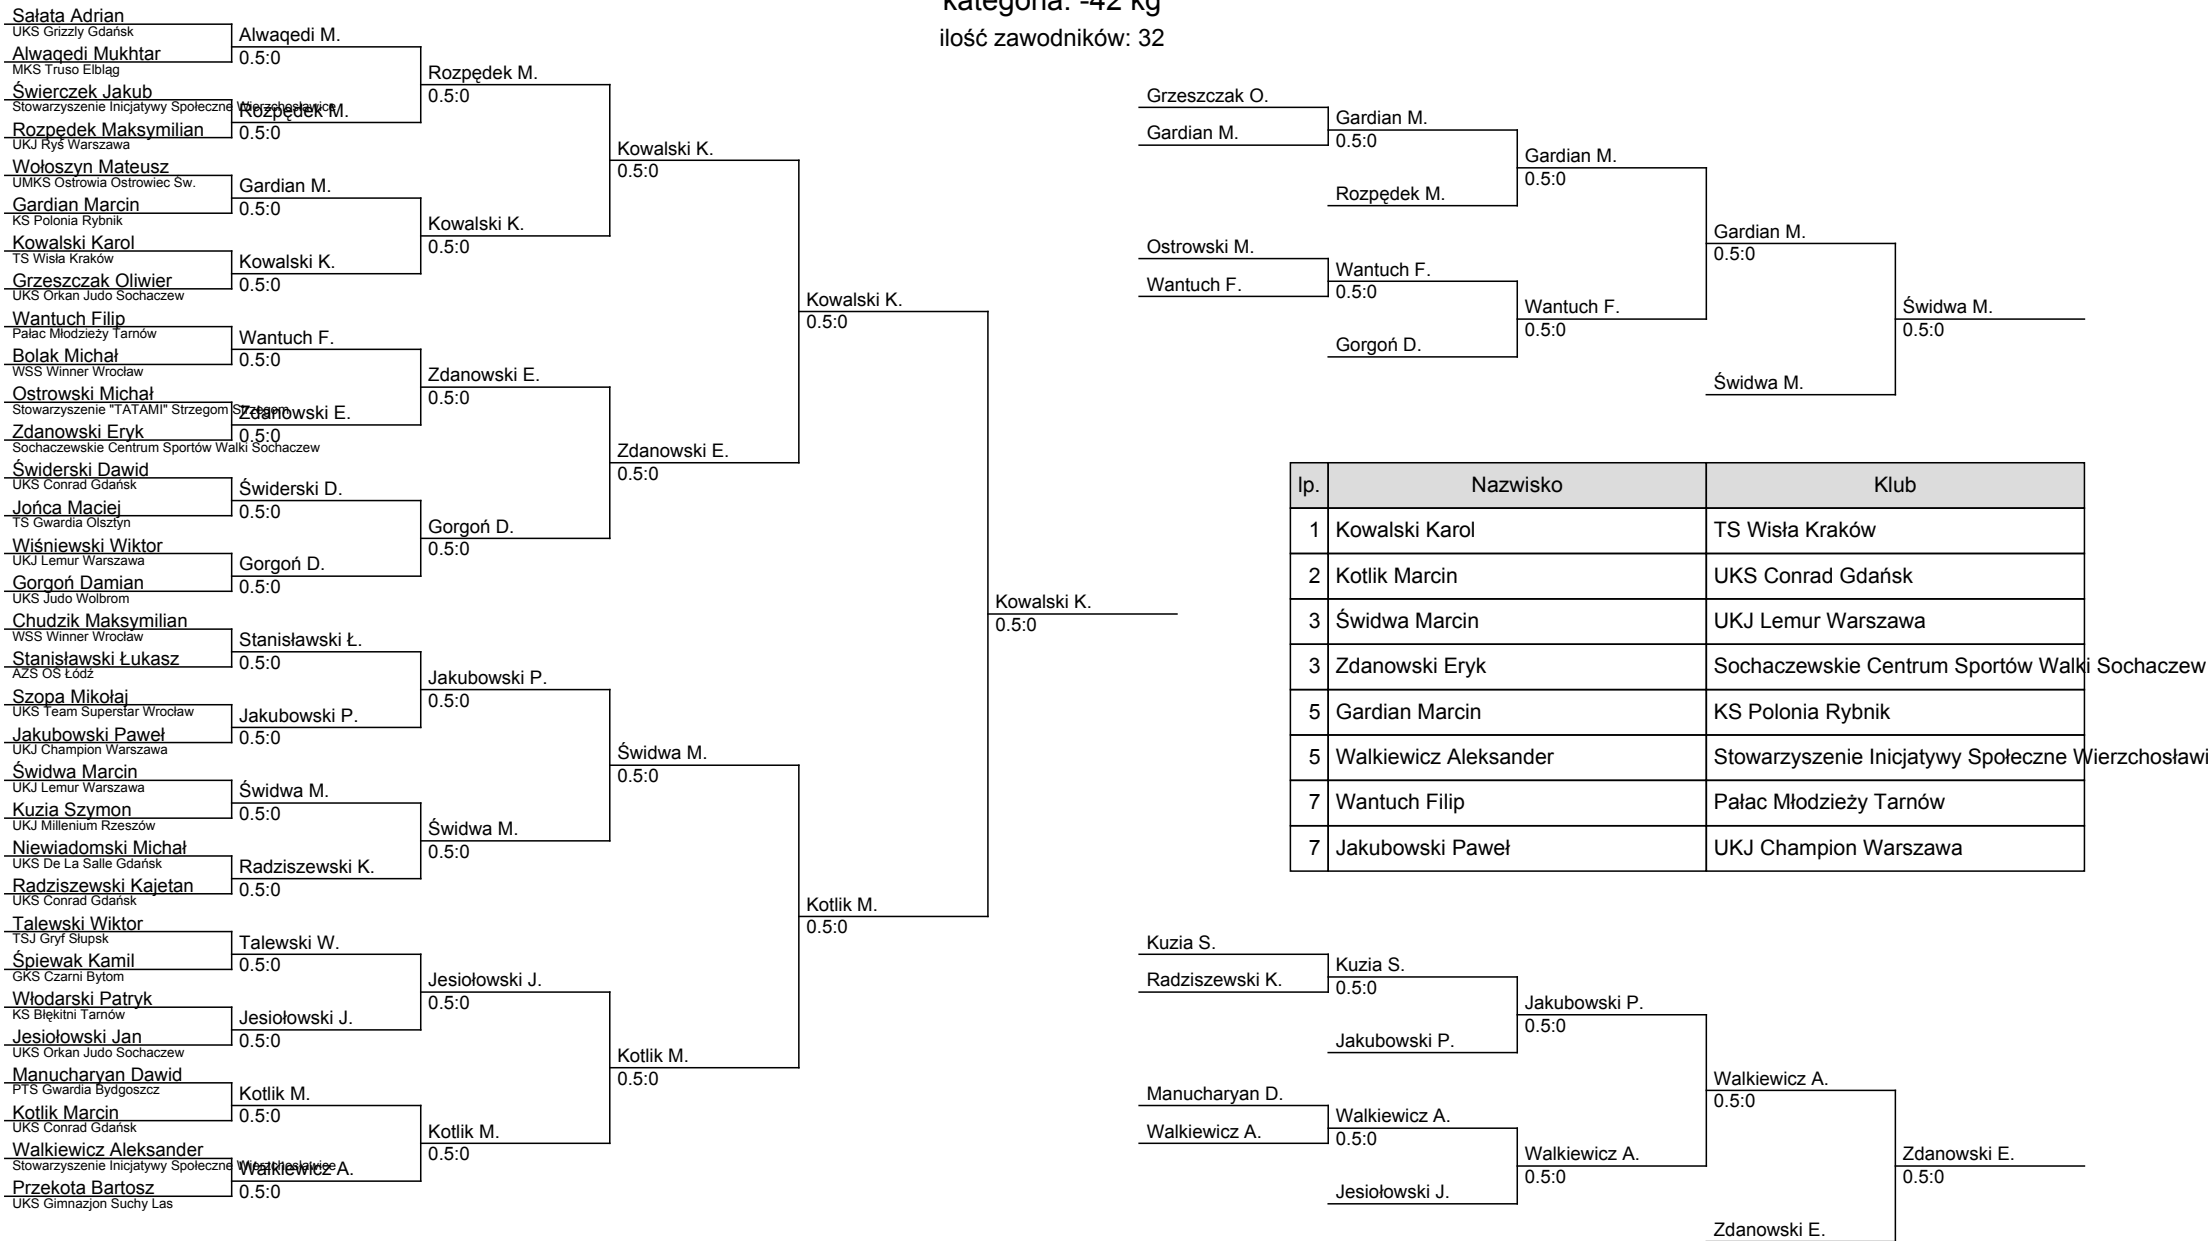 kategoria: -42 kg
ilość zawodników: 32
Sałata Adrian
UKS Grizzly Gdańsk
Alwaqedi Mukhtar
MKS Truso Elbląg
Świerczek Jakub
Stowarzyszenie Inicjatywy Społeczne Wierzchosławice
Rozpędek Maksymilian
UKJ Ryś Warszawa
Wołoszyn Mateusz
UMKS Ostrowia Ostrowiec Św.
Gardian Marcin
KS Polonia Rybnik
Kowalski Karol
TS Wisła Kraków
Grzeszczak Oliwier
UKS Orkan Judo Sochaczew
Wantuch Filip
Pałac Młodzieży Tarnów
Bolak Michał
WSS Winner Wrocław
Ostrowski Michał
Stowarzyszenie "TATAMI" Strzegom Strzegom
Zdanowski Eryk
Sochaczewskie Centrum Sportów Walki Sochaczew
Świderski Dawid
UKS Conrad Gdańsk
Jońca Maciej
TS Gwardia Olsztyn
Wiśniewski Wiktor
UKJ Lemur Warszawa
Gorgoń Damian
UKS Judo Wolbrom
Chudzik Maksymilian
WSS Winner Wrocław
Stanisławski Łukasz
AZS OŚ Łódź
Szopa Mikołaj
UKS Team Superstar Wrocław
Jakubowski Paweł
UKJ Champion Warszawa
Świdwa Marcin
UKJ Lemur Warszawa
Kuzia Szymon
UKJ Millenium Rzeszów
Niewiadomski Michał
UKS De La Salle Gdańsk
Radziszewski Kajetan
UKS Conrad Gdańsk
Talewski Wiktor
TSJ Gryf Słupsk
Śpiewak Kamil
GKS Czarni Bytom
Włodarski Patryk
KS Błękitni Tarnów
Jesiołowski Jan
UKS Orkan Judo Sochaczew
Manucharyan Dawid
PTS Gwardia Bydgoszcz
Kotlik Marcin
UKS Conrad Gdańsk
Walkiewicz Aleksander
Stowarzyszenie Inicjatywy Społeczne Wierzchosławice
Przekota Bartosz
UKS Gimnazjon Suchy Las
Alwaqedi M.
0.5:0
Rozpędek M.
0.5:0
Gardian M.
0.5:0
Kowalski K.
0.5:0
Wantuch F.
0.5:0
Zdanowski E.
0.5:0
Świderski D.
0.5:0
Gorgoń D.
0.5:0
Stanisławski Ł.
0.5:0
Jakubowski P.
0.5:0
Świdwa M.
0.5:0
Radziszewski K.
0.5:0
Talewski W.
0.5:0
Jesiołowski J.
0.5:0
Kotlik M.
0.5:0
Walkiewicz A.
0.5:0
Rozpędek M.
0.5:0
Kowalski K.
0.5:0
Zdanowski E.
0.5:0
Gorgoń D.
0.5:0
Jakubowski P.
0.5:0
Świdwa M.
0.5:0
Jesiołowski J.
0.5:0
Kotlik M.
0.5:0
Kowalski K.
0.5:0
Zdanowski E.
0.5:0
Świdwa M.
0.5:0
Kotlik M.
0.5:0
Kowalski K.
0.5:0
Kotlik M.
0.5:0
Kowalski K.
0.5:0
Grzeszczak O.
Gardian M.
Ostrowski M.
Wantuch F.
Gardian M.
0.5:0
Rozpędek M.
Wantuch F.
0.5:0
Gorgoń D.
Gardian M.
0.5:0
Wantuch F.
0.5:0
Gardian M.
0.5:0
Świdwa M.
Świdwa M.
0.5:0
lp. Nazwisko Klub
1 Kowalski Karol TS Wisła Kraków
2 Kotlik Marcin UKS Conrad Gdańsk
3 Świdwa Marcin UKJ Lemur Warszawa
3 Zdanowski Eryk Sochaczewskie Centrum Sportów Walki Sochaczew
5 Gardian Marcin KS Polonia Rybnik
5 Walkiewicz Aleksander Stowarzyszenie Inicjatywy Społeczne Wierzchosławi
7 Wantuch Filip Pałac Młodzieży Tarnów
7 Jakubowski Paweł UKJ Champion Warszawa
Kuzia S.
Radziszewski K.
Manucharyan D.
Walkiewicz A.
Kuzia S.
0.5:0
Jakubowski P.
Walkiewicz A.
0.5:0
Jesiołowski J.
Jakubowski P.
0.5:0
Walkiewicz A.
0.5:0
Walkiewicz A.
0.5:0
Zdanowski E.
Zdanowski E.
0.5:0